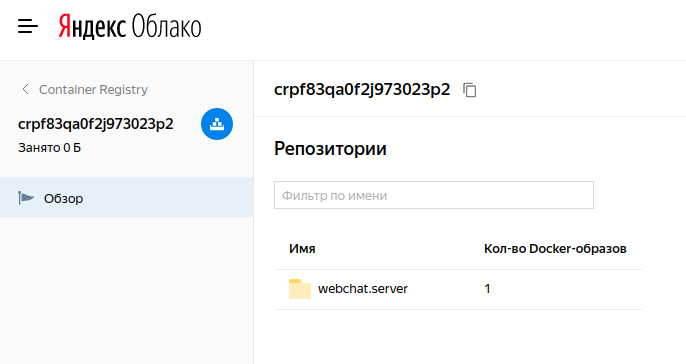 Яндекс Облако
Container Registry
crpf83qa0f2j973023p2
Занято 0 Б
Обзор
crpf83qa0f2j973023p2
Репозитории
Фильтр по имени
Имя Кол-во Docker-образов
webchat.server 1